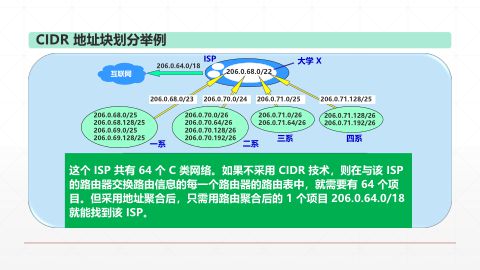 CIDR 地址块划分举例
ISP
大学 X
206.0.64.0/18
互联网
206.0.68.0/22
206.0.68.0/23
206.0.70.0/24
206.0.71.0/25
206.0.71.128/25
206.0.68.0/25
206.0.68.128/25
206.0.69.0/25
206.0.69.128/25
一系
206.0.70.0/26
206.0.70.64/26
206.0.70.128/26
206.0.70.192/26
二系
206.0.71.0/26
206.0.71.64/26
三系
206.0.71.128/26
206.0.71.192/26
四系
这个 ISP 共有 64 个 C 类网络。如果不采用 CIDR 技术，则在与该 ISP
的路由器交换路由信息的每一个路由器的路由表中，就需要有 64 个项
目。但采用地址聚合后，只需用路由聚合后的 1 个项目 206.0.64.0/18
就能找到该 ISP。